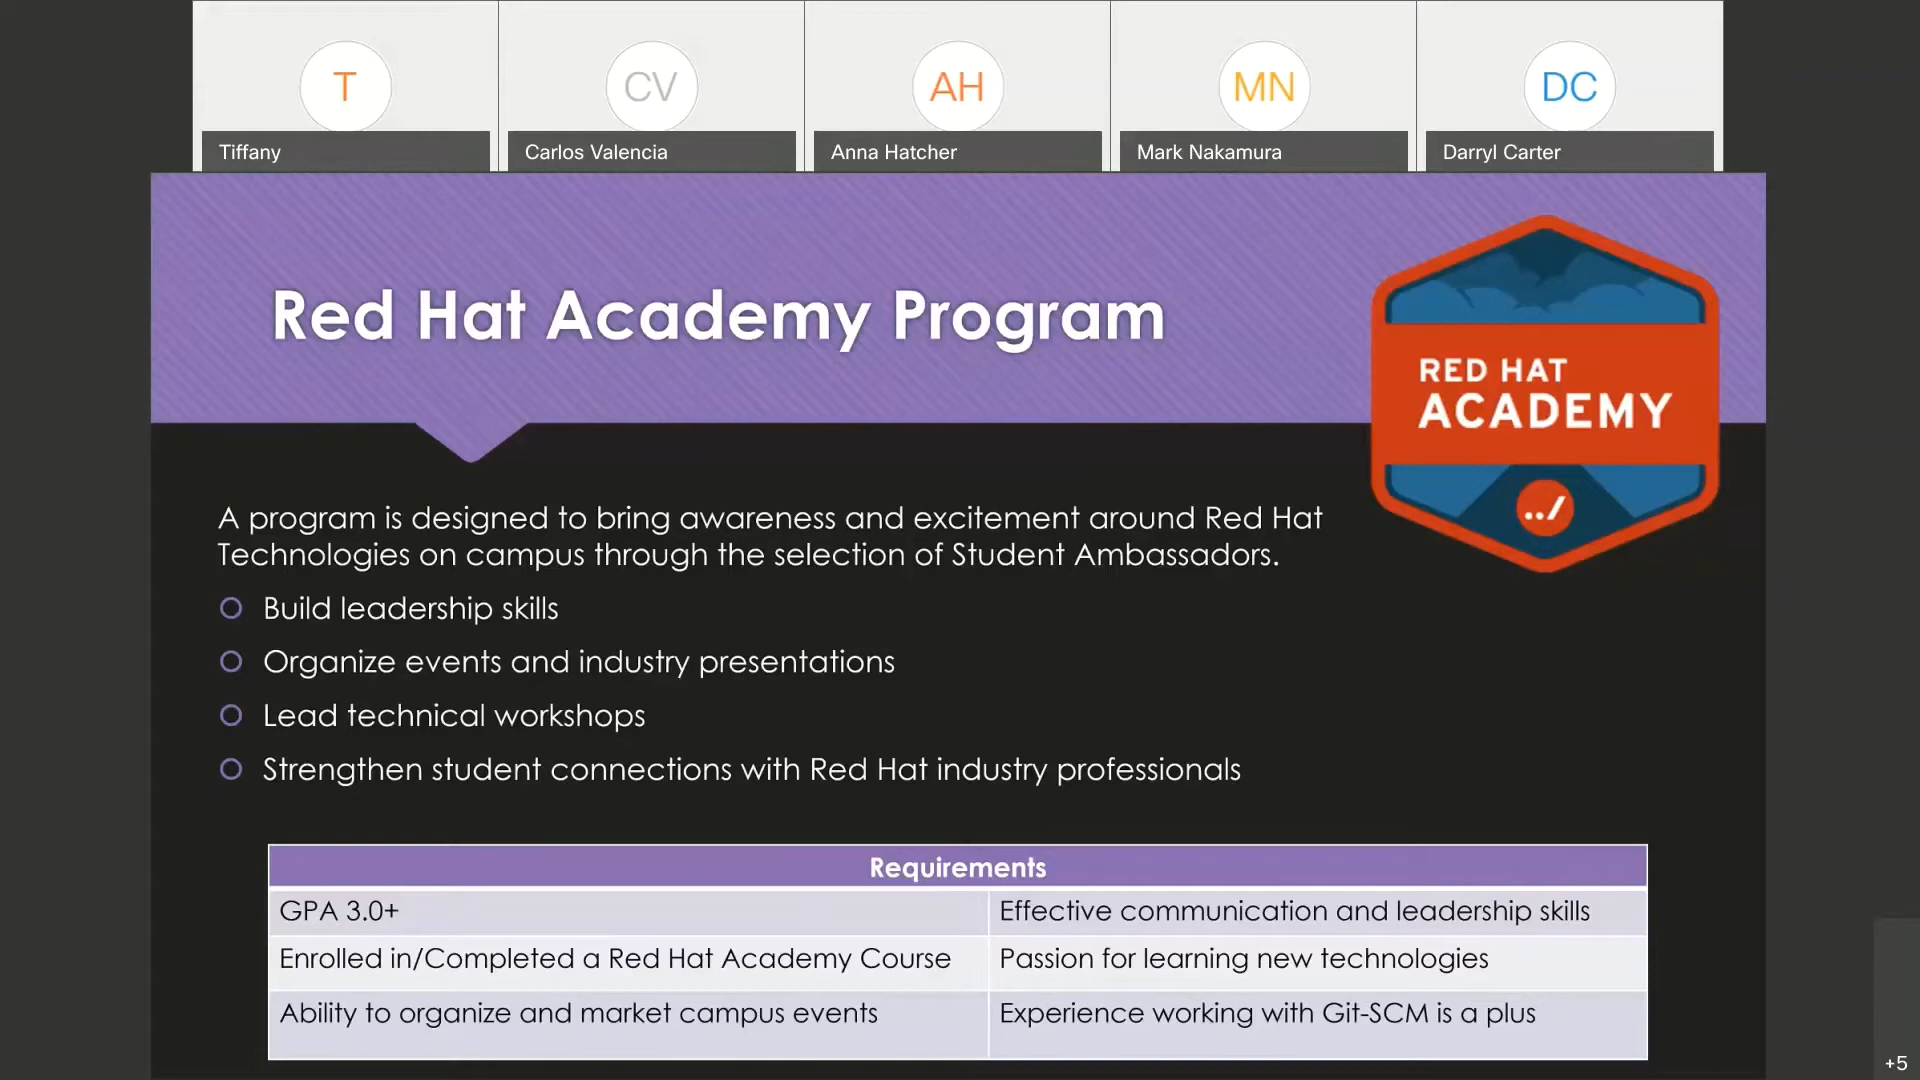 T
CV
AH
MN
DC
Tiffany
Carlos Valencia
Anna Hatcher
Mark Nakamura
Darryl Carter
Red Hat Academy Program
RED HAT
ACADEMY
../
A program is designed to bring awareness and excitement around Red Hat
Technologies on campus through the selection of Student Ambassadors.
Build leadership skills
Organize events and industry presentations
Lead technical workshops
Strengthen student connections with Red Hat industry professionals
Requirements
GPA 3.0+
Effective communication and leadership skills
Enrolled in/Completed a Red Hat Academy Course
Passion for learning new technologies
Ability to organize and market campus events
Experience working with Git-SCM is a plus
+5